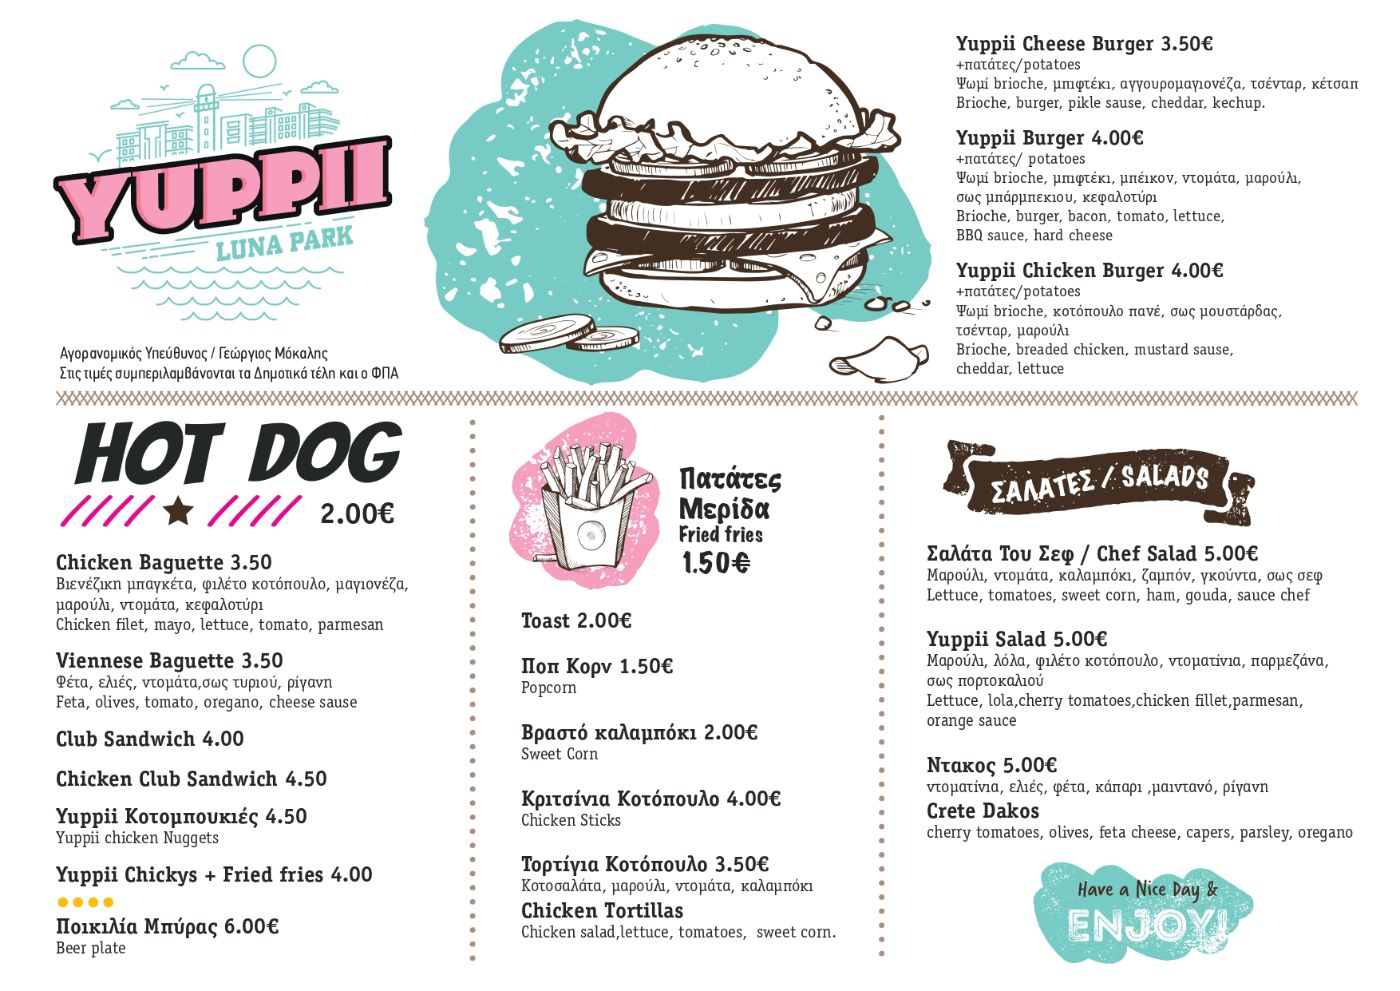 YUPPII
LUNA PARK
Αγορανομικός Υπεύθυνος / Γεώργιος Μόκαλης
Στις τιμές συμπεριλαμβάνονται τα Δημοτικά τέλη και ο ΦΠΑ
Yuppii Cheese Burger 3.50€
+πατάτες/potatoes
Ψωμί brioche, μπιφτέκι, αγγουρομαγιονέζα, τσένταρ, κέτσαπ
Brioche, burger, pikle sause, cheddar, kechup.
Yuppii Burger 4.00€
+πατάτες/ potatoes
Ψωμί brioche, μπιφτέκι, μπέικον, ντομάτα, μαρούλι,
σως μπάρμπεκιου, κεφαλοτύρι
Brioche, burger, bacon, tomato, lettuce,
BBQ sauce, hard cheese
Yuppii Chicken Burger 4.00€
+πατάτες/potatoes
Ψωμί brioche, κοτόπουλο πανέ, σως μουστάρδας,
τσένταρ, μαρούλι
Brioche, breaded chicken, mustard sause,
cheddar, lettuce
HOT DOG
2.00€
Chicken Baguette 3.50
Βιενέζικη μπαγκέτα, φιλέτο κοτόπουλο, μαγιονέζα,
μαρούλι, ντομάτα, κεφαλοτύρι
Chicken filet, mayo, lettuce, tomato, parmesan
Viennese Baguette 3.50
Φέτα, ελιές, ντομάτα,σως τυριού, ρίγανη
Feta, olives, tomato, oregano, cheese sause
Club Sandwich 4.00
Chicken Club Sandwich 4.50
Yuppii Κοτομπουκιές 4.50
Yuppii chicken Nuggets
Yuppii Chickys + Fried fries 4.00
Ποικιλία Μπύρας 6.00€
Beer plate
Πατάτες
Μερίδα
Fried fries
1.50€
Toast 2.00€
Ποπ Κορν 1.50€
Popcorn
Βραστό καλαμπόκι 2.00€
Sweet Corn
Κριτσίνια Κοτόπουλο 4.00€
Chicken Sticks
Τορτίγια Κοτόπουλο 3.50€
Κοτοσαλάτα, μαρούλι, ντομάτα, καλαμπόκι
Chicken Tortillas
Chicken salad,lettuce, tomatoes, sweet corn.
ΣΑΛΑΤΕΣ / SALADS
Σαλάτα Του Σεφ / Chef Salad 5.00€
Μαρούλι, ντομάτα, καλαμπόκι, ζαμπόν, γκούντα, σως σεφ
Lettuce, tomatoes, sweet corn, ham, gouda, sauce chef
Yuppii Salad 5.00€
Μαρούλι, λόλα, φιλέτο κοτόπουλο, ντοματίνια, παρμεζάνα,
σως πορτοκαλιού
Lettuce, lola,cherry tomatoes,chicken fillet,parmesan,
orange sauce
Ντακος 5.00€
ντοματίνια, ελιές, φέτα, κάπαρι ,μαιντανό, ρίγανη
Crete Dakos
cherry tomatoes, olives, feta cheese, capers, parsley, oregano
Have a Nice Day &
ENJOY!